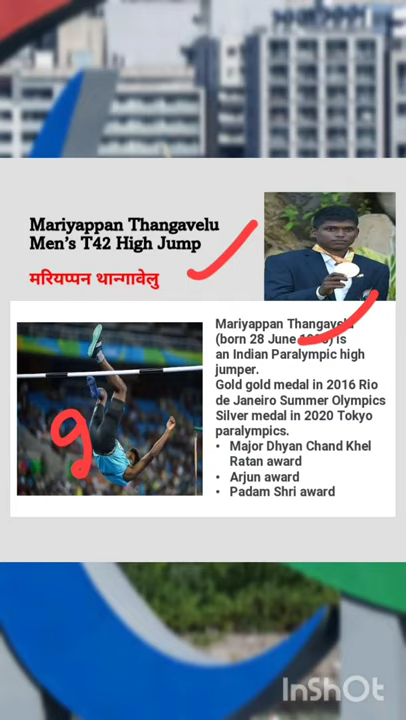 Mariyappan Thangavelu
Men's T42 High Jump
मरियप्पन थान्गावेलु
Mariyappan Thangavelu
(born 28 June is
an Indian Paralympic high
jumper.
Gold gold medal in 2016 Rio
de Janeiro Summer Olympics
Silver medal in 2020 Tokyo
paralympics.
• Major Dhyan Chand Khel
Ratan award
• Arjun award
• Padam Shri award
९
InShOt